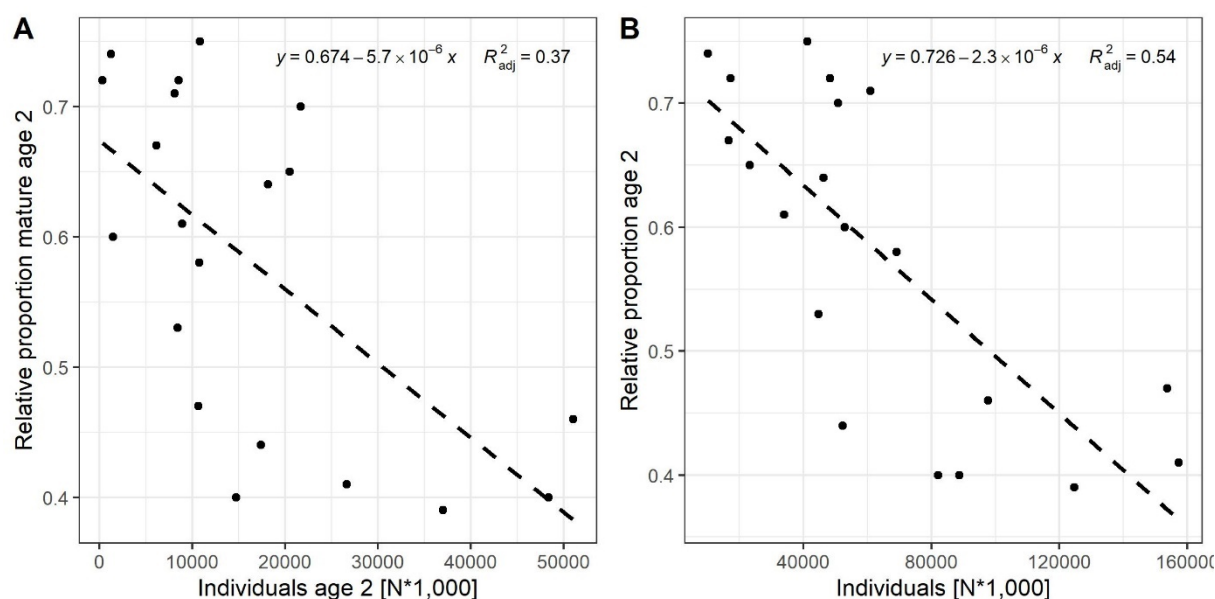 A
y = 0.674 – 5.7 × 10⁻⁶ x R²adj = 0.37
Relative proportion mature age 2
0.7
0.6
0.5
0.4
0 10000 20000 30000 40000 50000
Individuals age 2 [N*1,000]
B
y = 0.726 – 2.3 × 10⁻⁶ x R²adj = 0.54
Relative proportion age 2
0.7
0.6
0.5
0.4
40000 80000 120000 160000
Individuals [N*1,000]